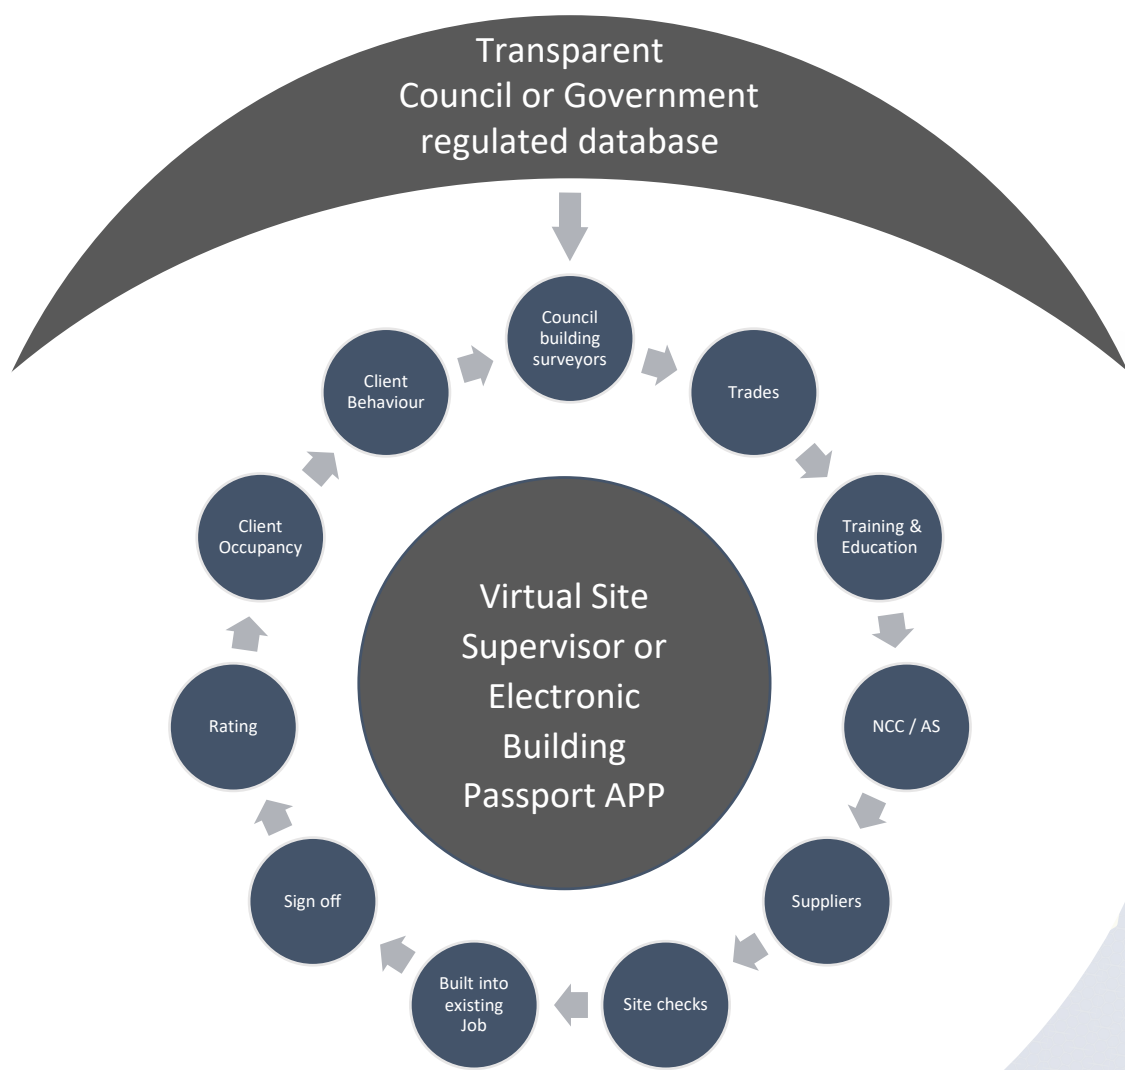 Transparent
Council or Government
regulated database
Council
building
surveyors
Trades
Training &
Education
NCC / AS
Suppliers
Site checks
Built into
existing
Job
Sign off
Rating
Client
Occupancy
Client
Behaviour
Virtual Site
Supervisor or
Electronic
Building
Passport APP